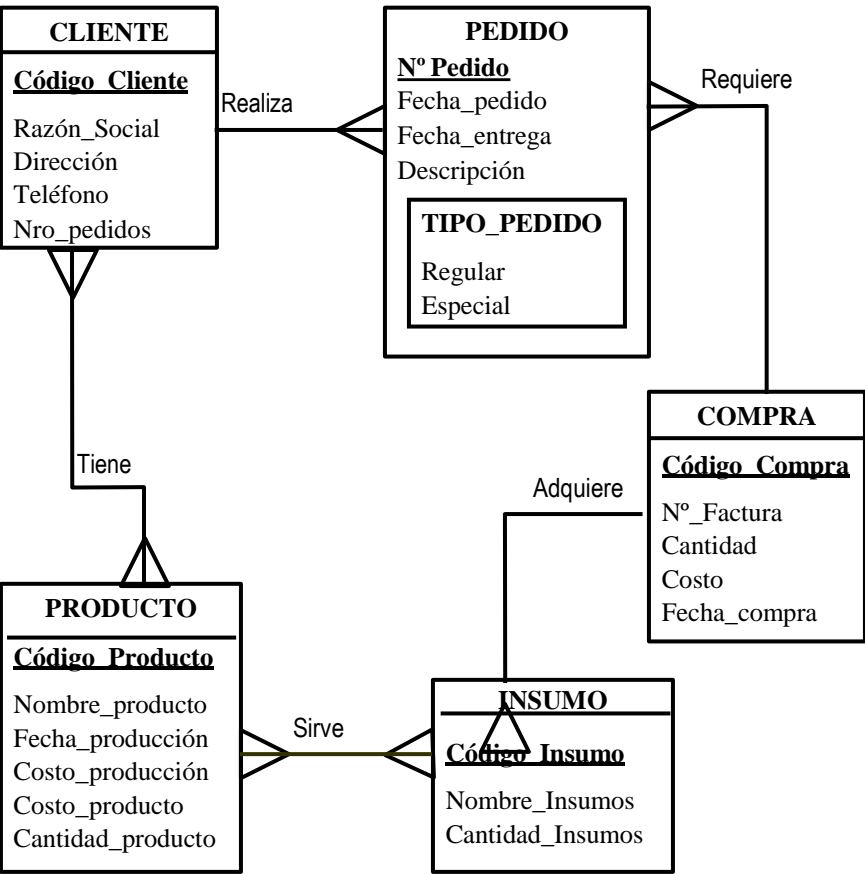 CLIENTE
Código_Cliente
Razón_Social
Dirección
Teléfono
Nro_pedidos
Realiza
PEDIDO
Nº Pedido
Fecha_pedido
Fecha_entrega
Descripción
TIPO_PEDIDO
Regular
Especial
Requiere
COMPRA
Código_Compra
Nº_Factura
Cantidad
Costo
Fecha_compra
Tiene
Adquiere
PRODUCTO
Código_Producto
Nombre_producto
Fecha_producción
Costo_producción
Costo_producto
Cantidad_producto
Sirve
INSUMO
Código_Insumo
Nombre_Insumos
Cantidad_Insumos